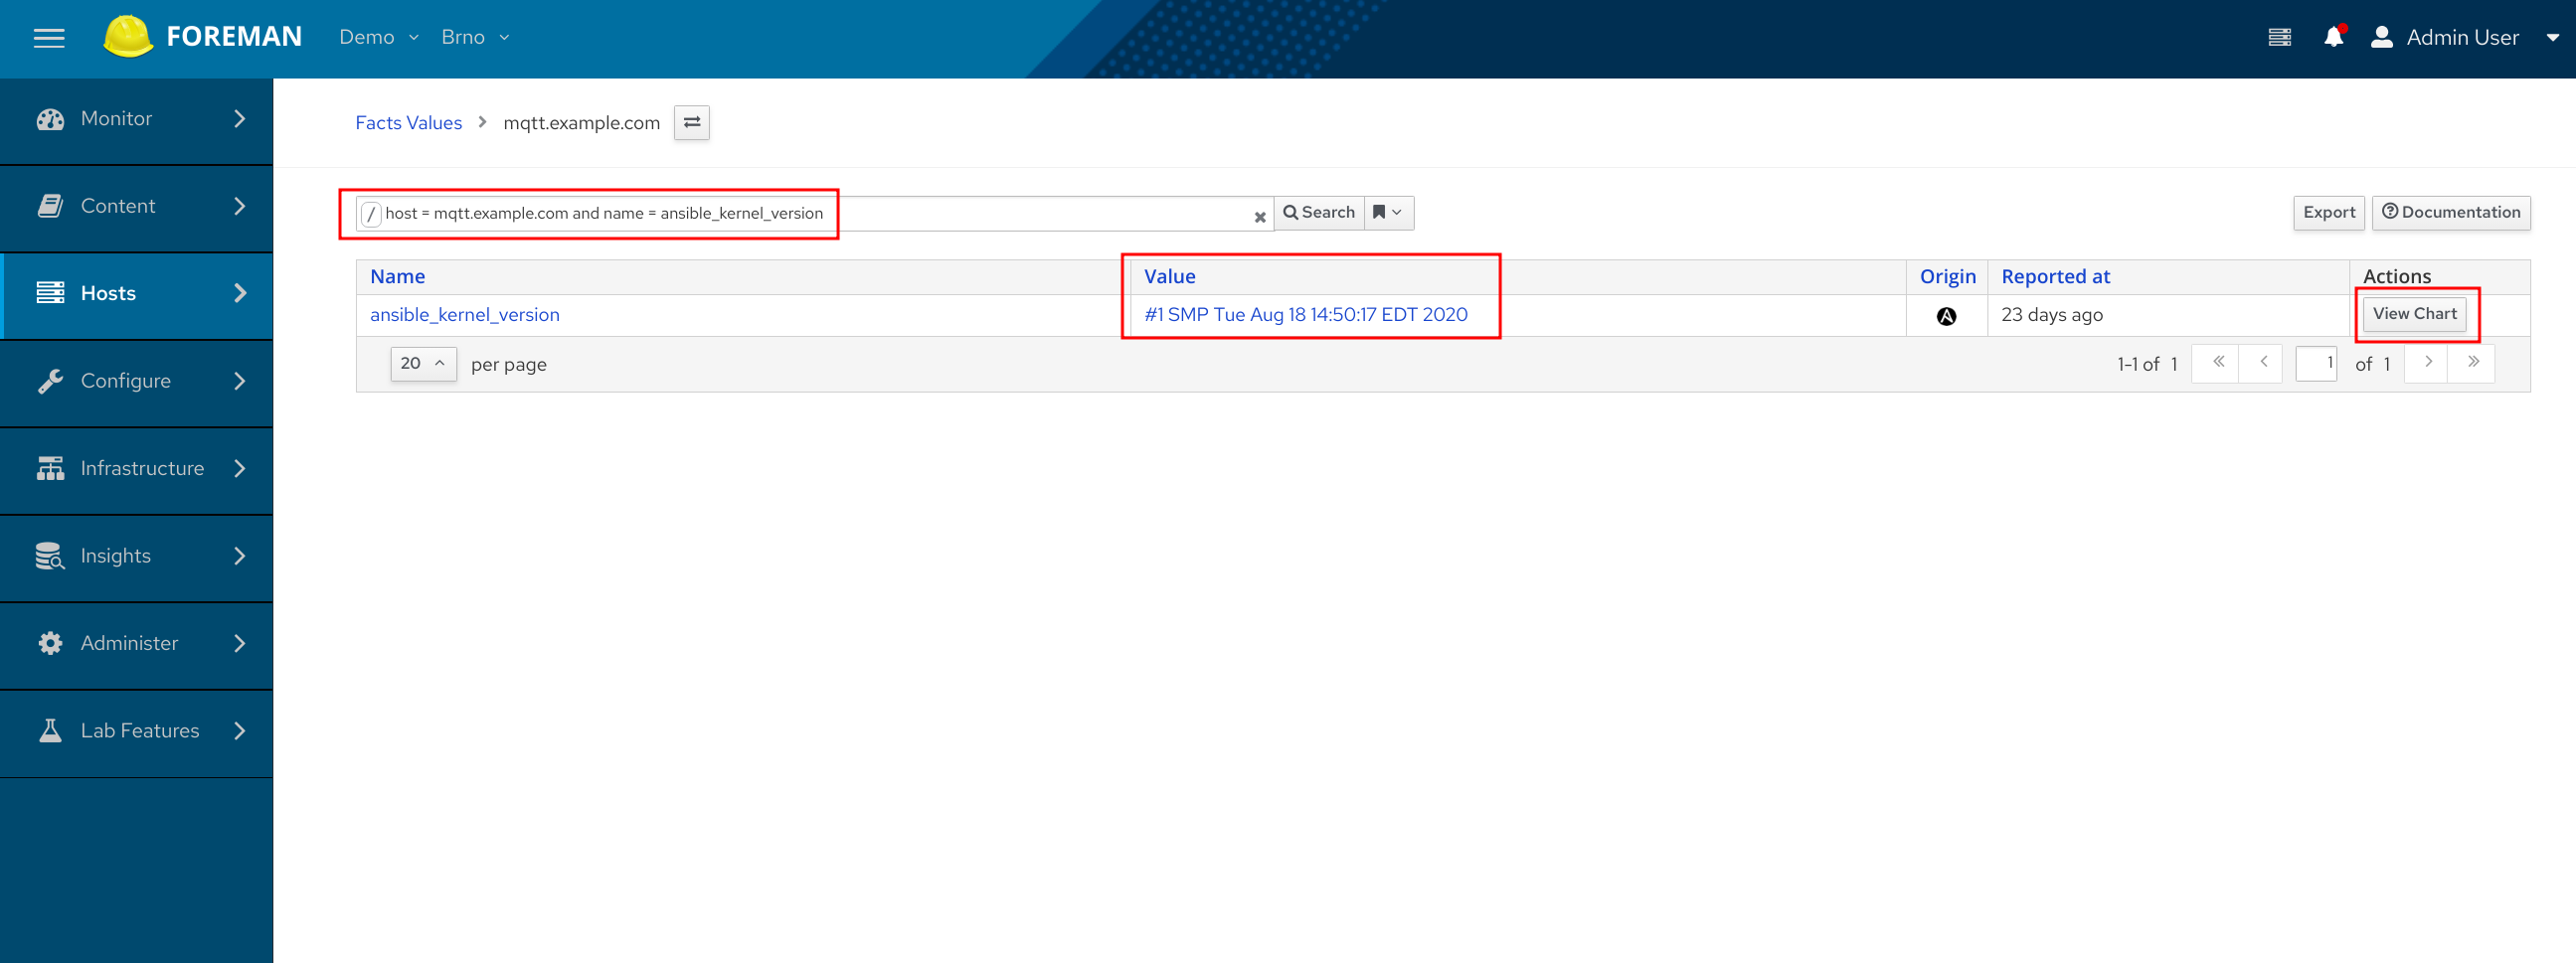 FOREMAN Demo Brno Admin User
Monitor
Content
Hosts
Configure
Infrastructure
Insights
Administer
Lab Features
Facts Values mqtt.example.com
/ host = mqtt.example.com and name = ansible_kernel_version Search Export Documentation
Name Value Origin Reported at Actions
ansible_kernel_version #1 SMP Tue Aug 18 14:50:17 EDT 2020 23 days ago View Chart
20 per page 1-1 of 1 « ‹ 1 of 1 › »